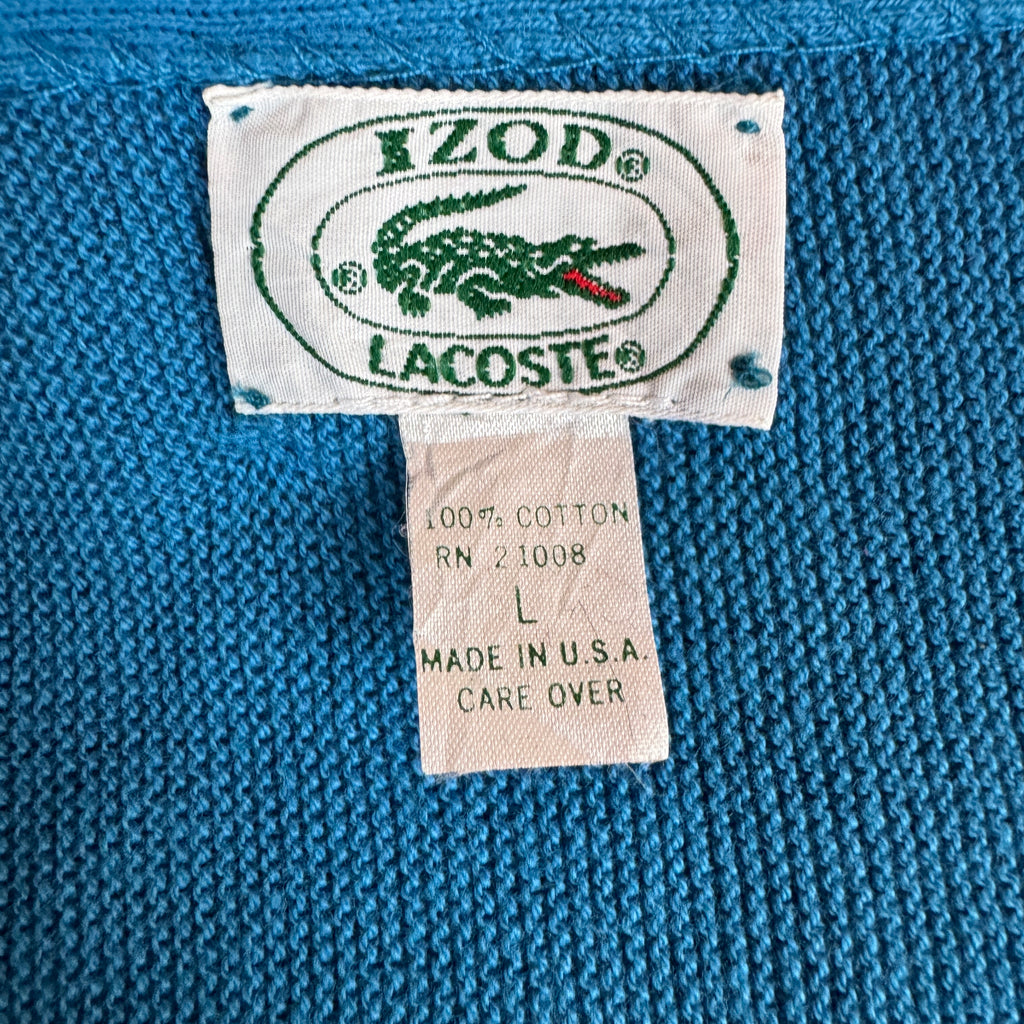 IZOD®
®
LACOSTE®
100% COTTON
RN 21008
L
MADE IN U.S.A.
CARE OVER